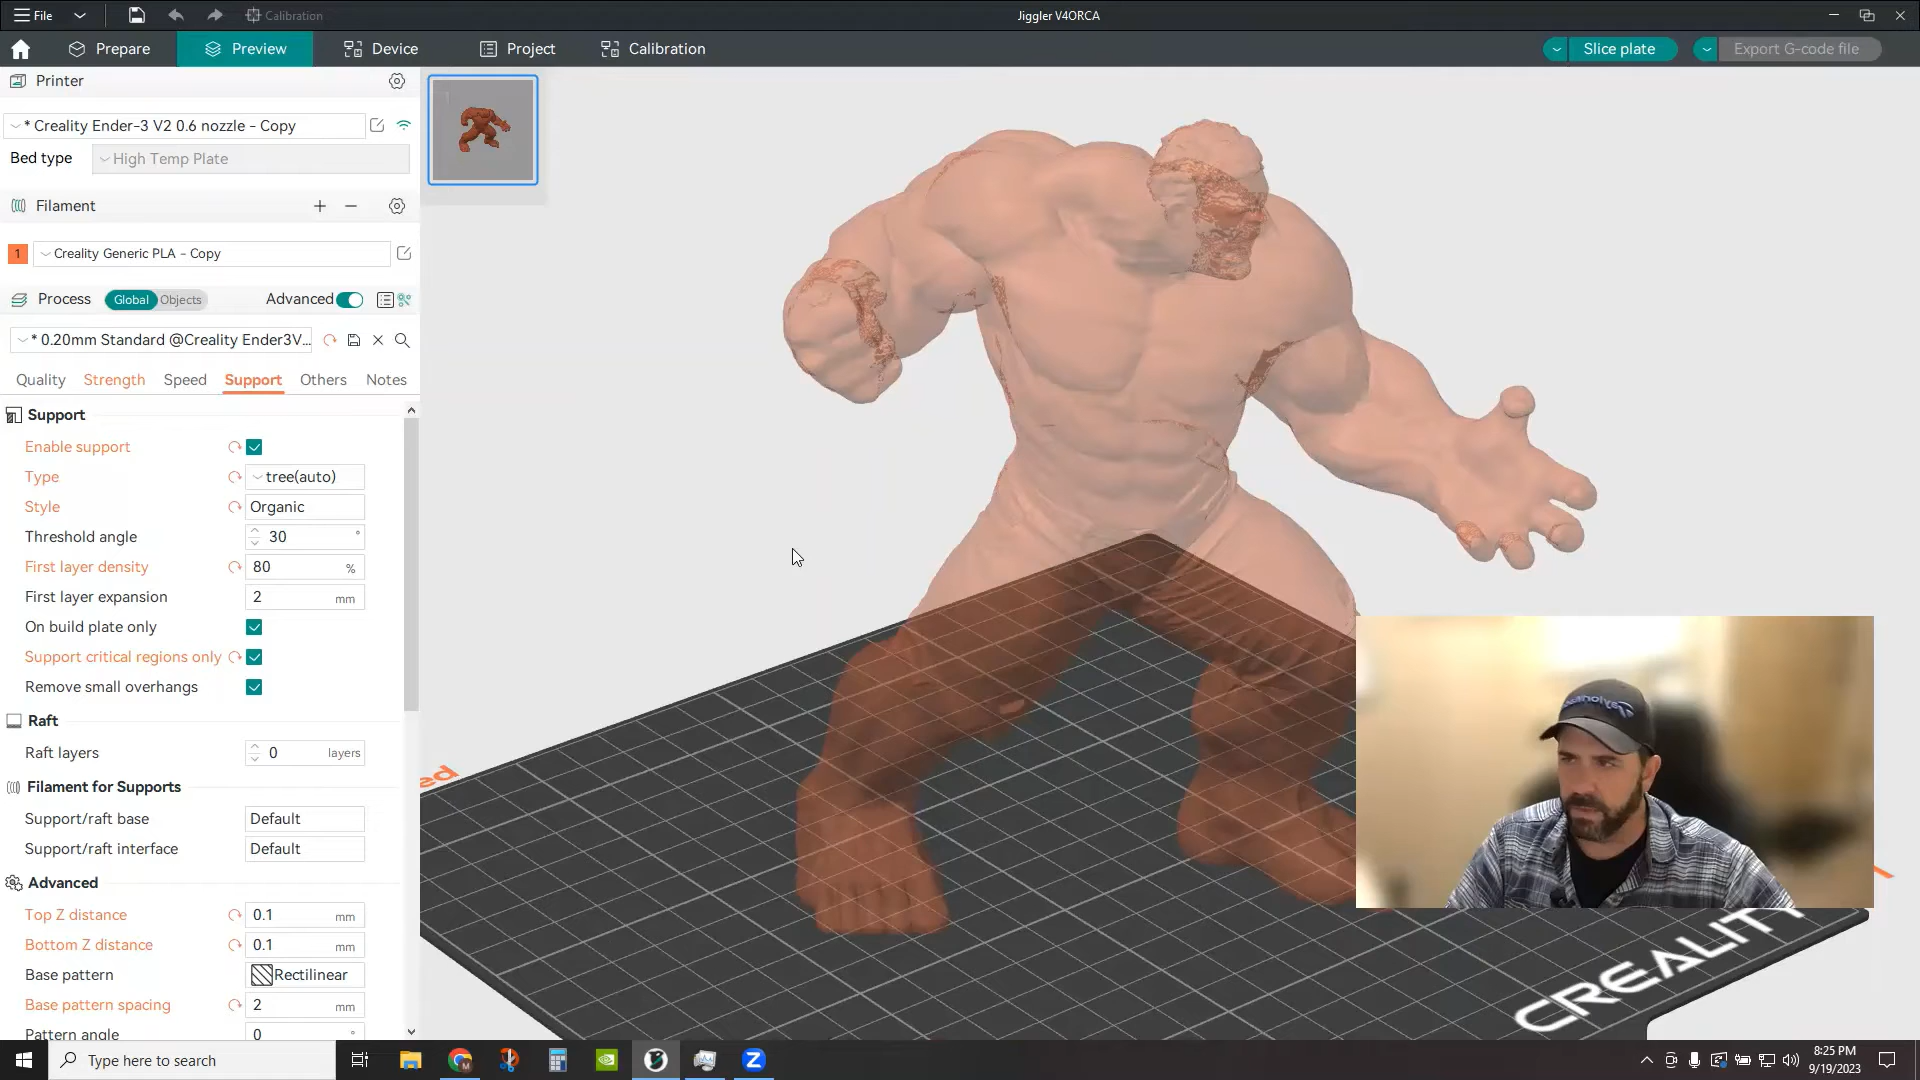 File
Calibration
Jiggler V4ORCA
Prepare
Preview
Device
Project
Calibration
Slice plate
Export G-code file
Printer
* Creality Ender-3 V2 0.6 nozzle - Copy
Bed type
High Temp Plate
Filament
1
Creality Generic PLA - Copy
Process
Global
Objects
Advanced
* 0.20mm Standard @Creality Ender3V...
Quality
Strength
Speed
Support
Others
Notes
Support
Enable support
Type
tree(auto)
Style
Organic
Threshold angle
30 °
First layer density
80 %
First layer expansion
2 mm
On build plate only
Support critical regions only
Remove small overhangs
Raft
Raft layers
0 layers
Filament for Supports
Support/raft base
Default
Support/raft interface
Default
Advanced
Top Z distance
0.1 mm
Bottom Z distance
0.1 mm
Base pattern
Rectilinear
Base pattern spacing
2 mm
Pattern angle
0 °
ed
CREALITY
Type here to search
8:25 PM
9/19/2023